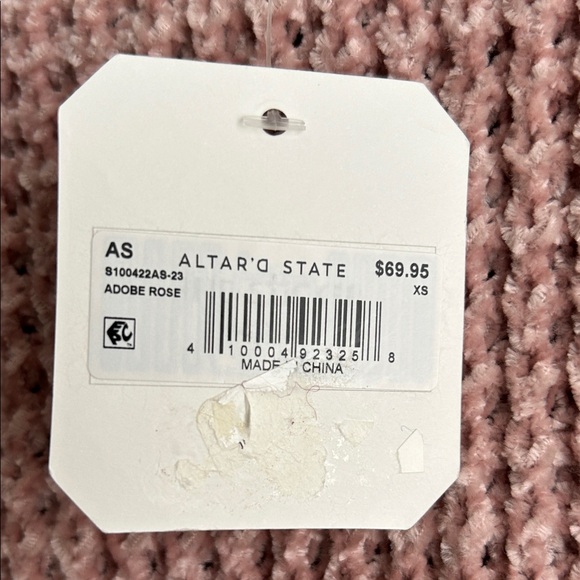 AS
ALTAR'D STATE
$69.95
S100422AS-23
XS
ADOBE ROSE
4 10004 92325 8
MADE CHINA